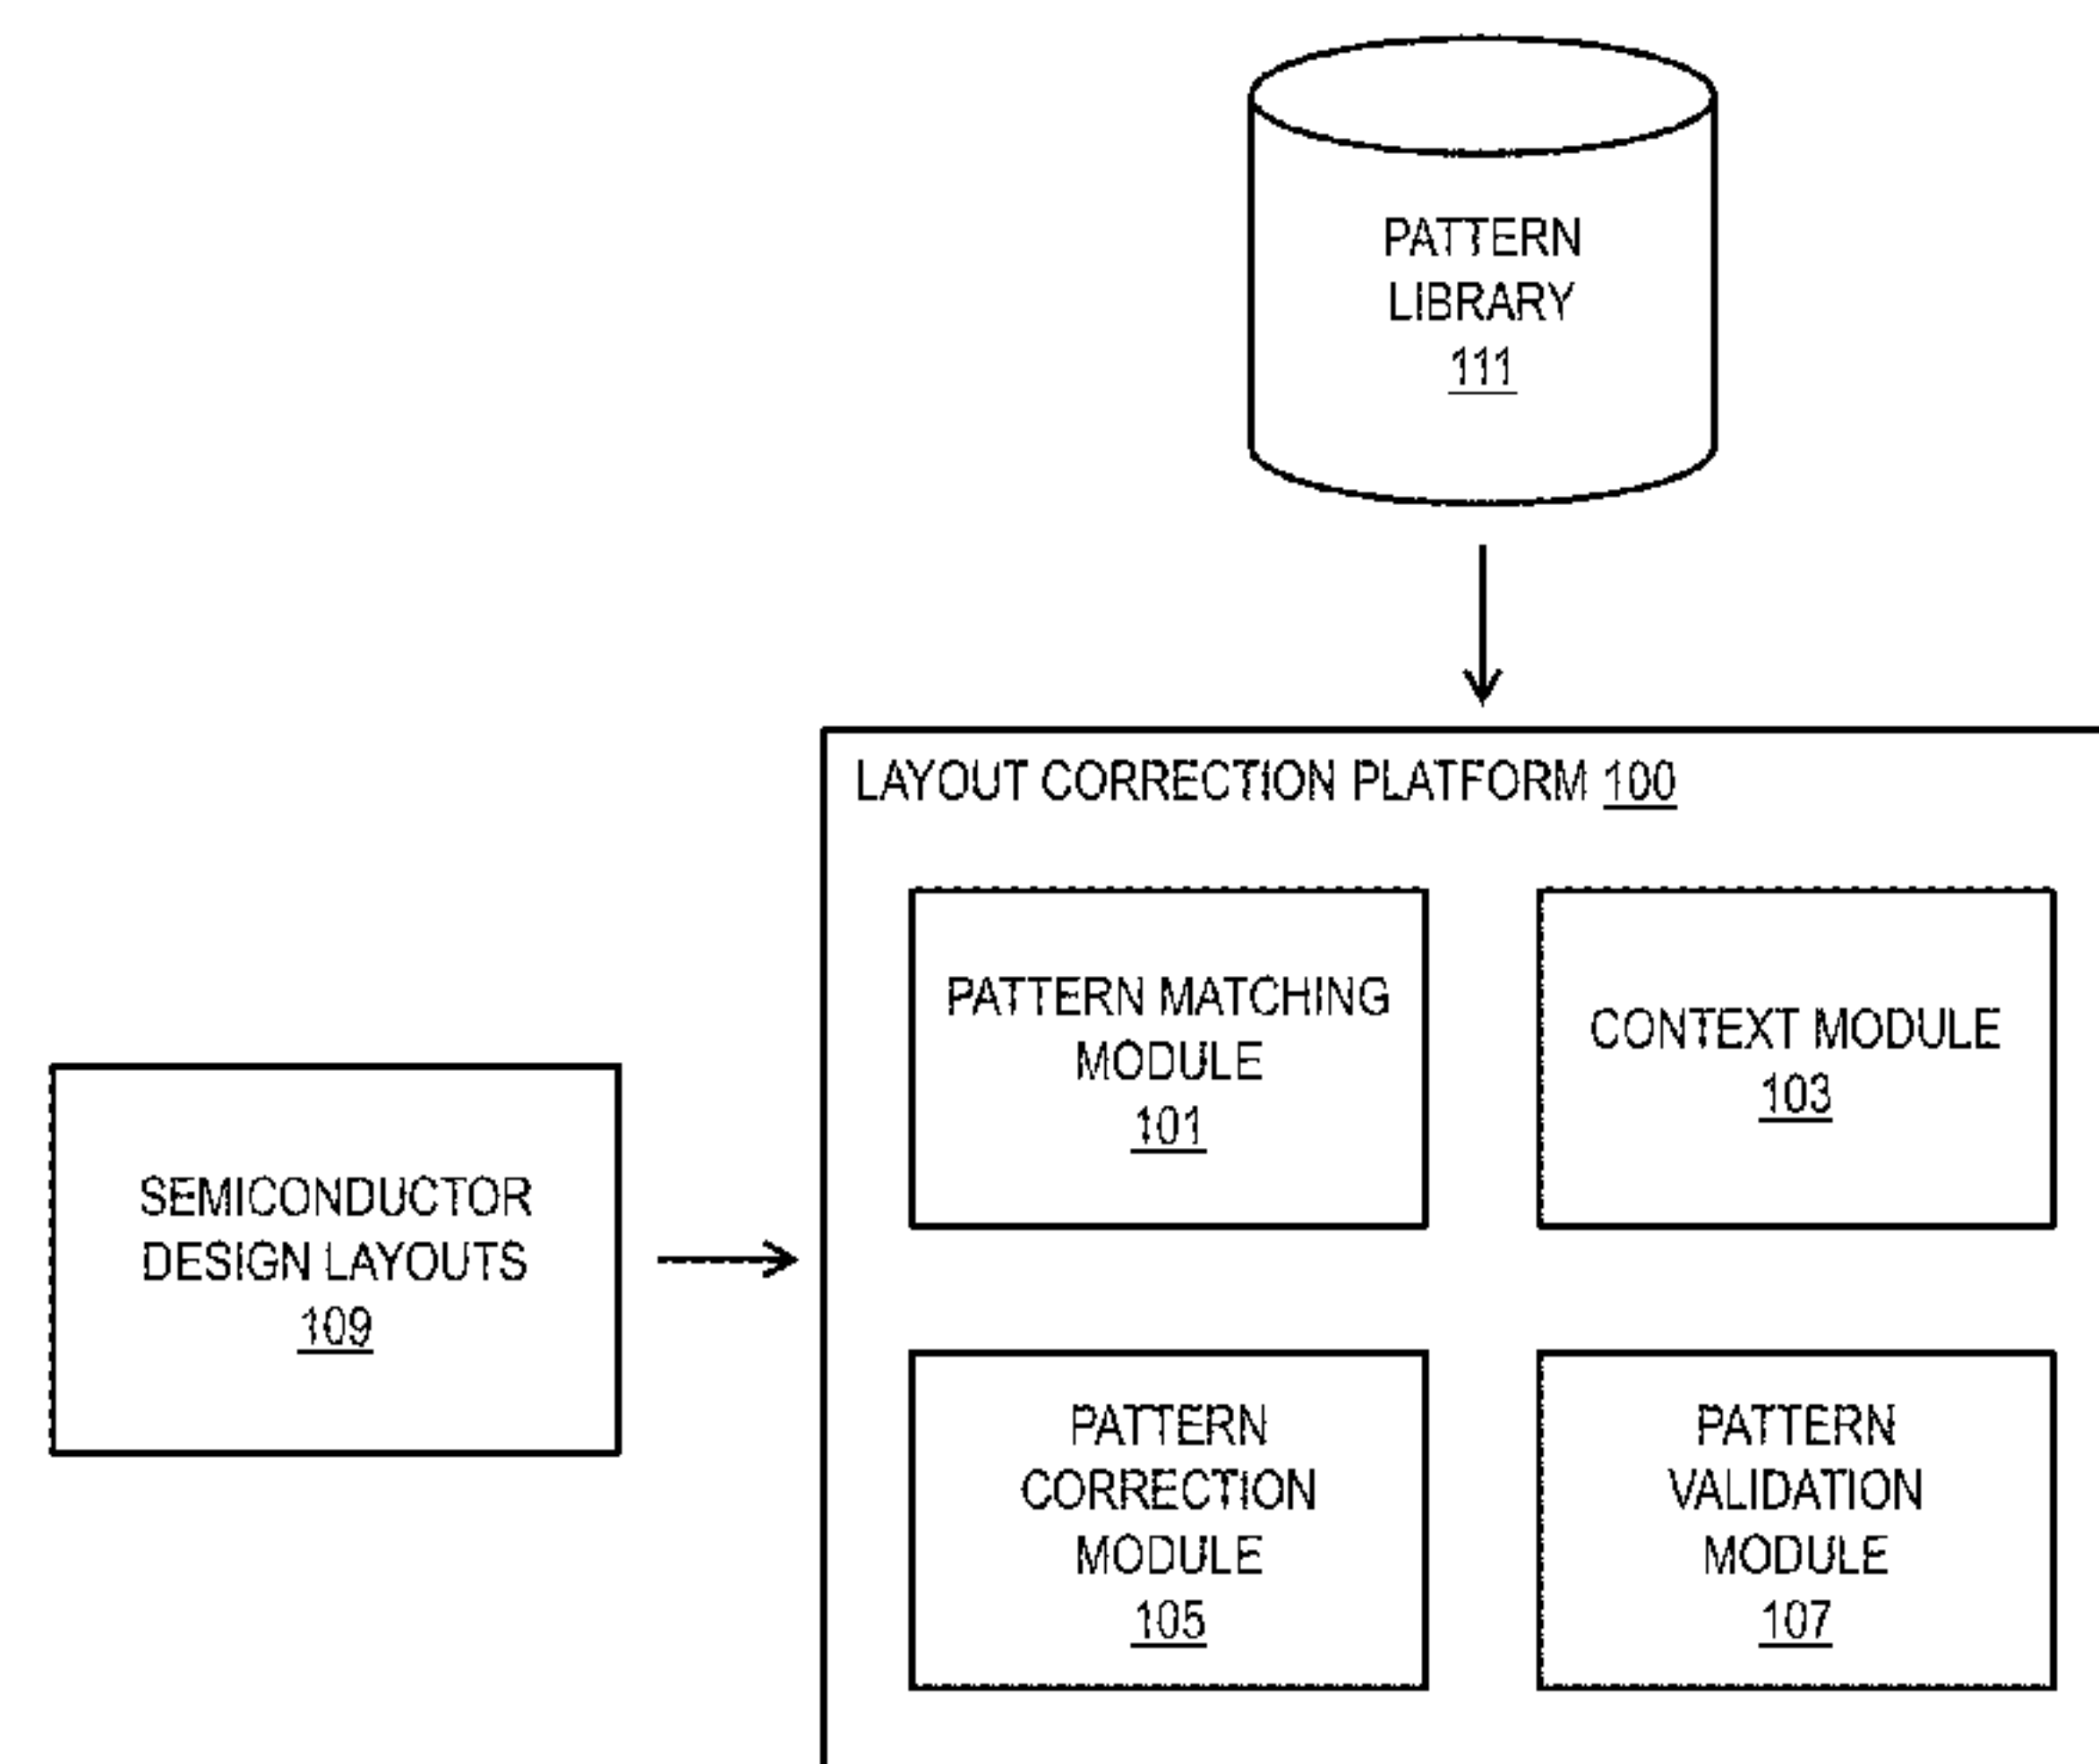 PATTERN
LIBRARY
111
LAYOUT CORRECTION PLATFORM 100
PATTERN MATCHING
MODULE
101
CONTEXT MODULE
103
SEMICONDUCTOR
DESIGN LAYOUTS
109
PATTERN
CORRECTION
MODULE
105
PATTERN
VALIDATION
MODULE
107